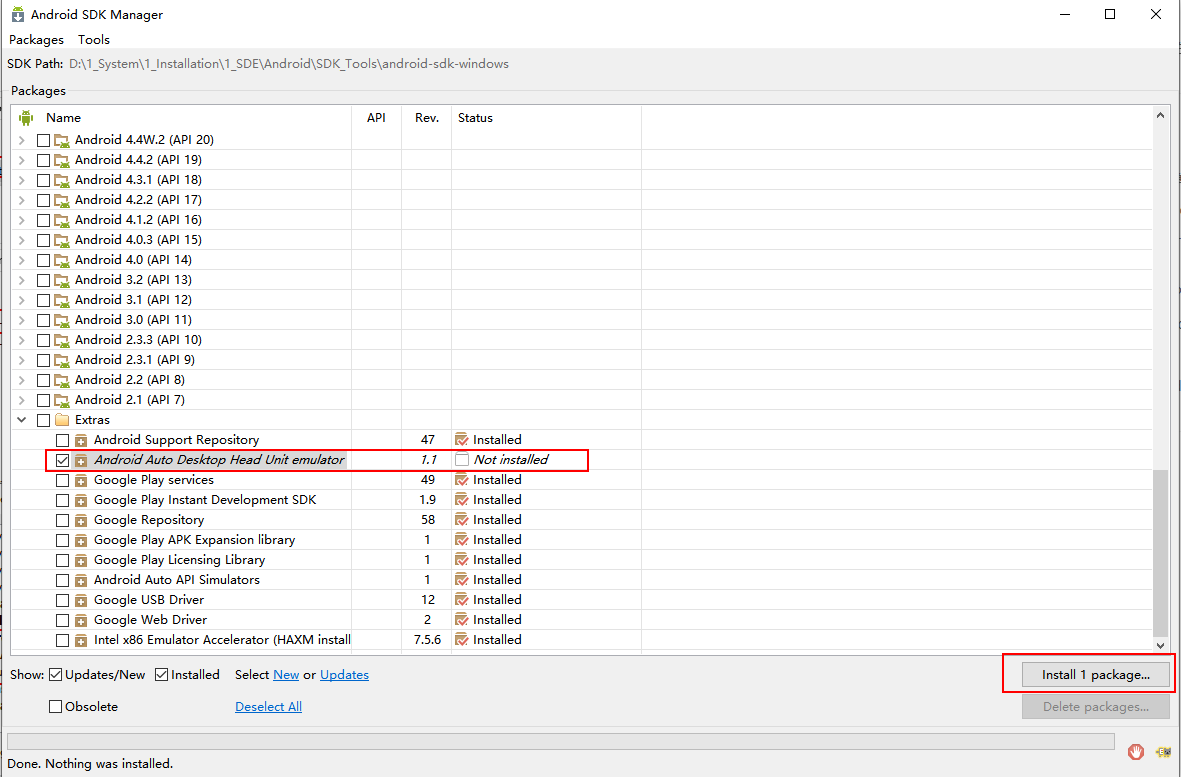 Android SDK Manager
Packages Tools
SDK Path: D:\1_System\1_Installation\1_SDE\Android\SDK_Tools\android-sdk-windows
Packages
Name API Rev. Status
Android 4.4W.2 (API 20)
Android 4.4.2 (API 19)
Android 4.3.1 (API 18)
Android 4.2.2 (API 17)
Android 4.1.2 (API 16)
Android 4.0.3 (API 15)
Android 4.0 (API 14)
Android 3.2 (API 13)
Android 3.1 (API 12)
Android 3.0 (API 11)
Android 2.3.3 (API 10)
Android 2.3.1 (API 9)
Android 2.2 (API 8)
Android 2.1 (API 7)
Extras
Android Support Repository 47 Installed
Android Auto Desktop Head Unit emulator 1.1 Not installed
Google Play services 49 Installed
Google Play Instant Development SDK 1.9 Installed
Google Repository 58 Installed
Google Play APK Expansion library 1 Installed
Google Play Licensing Library 1 Installed
Android Auto API Simulators 1 Installed
Google USB Driver 12 Installed
Google Web Driver 2 Installed
Intel x86 Emulator Accelerator (HAXM install 7.5.6 Installed
Show: Updates/New Installed Select New or Updates Install 1 package...
Obsolete Deselect All Delete packages...
Done. Nothing was installed.